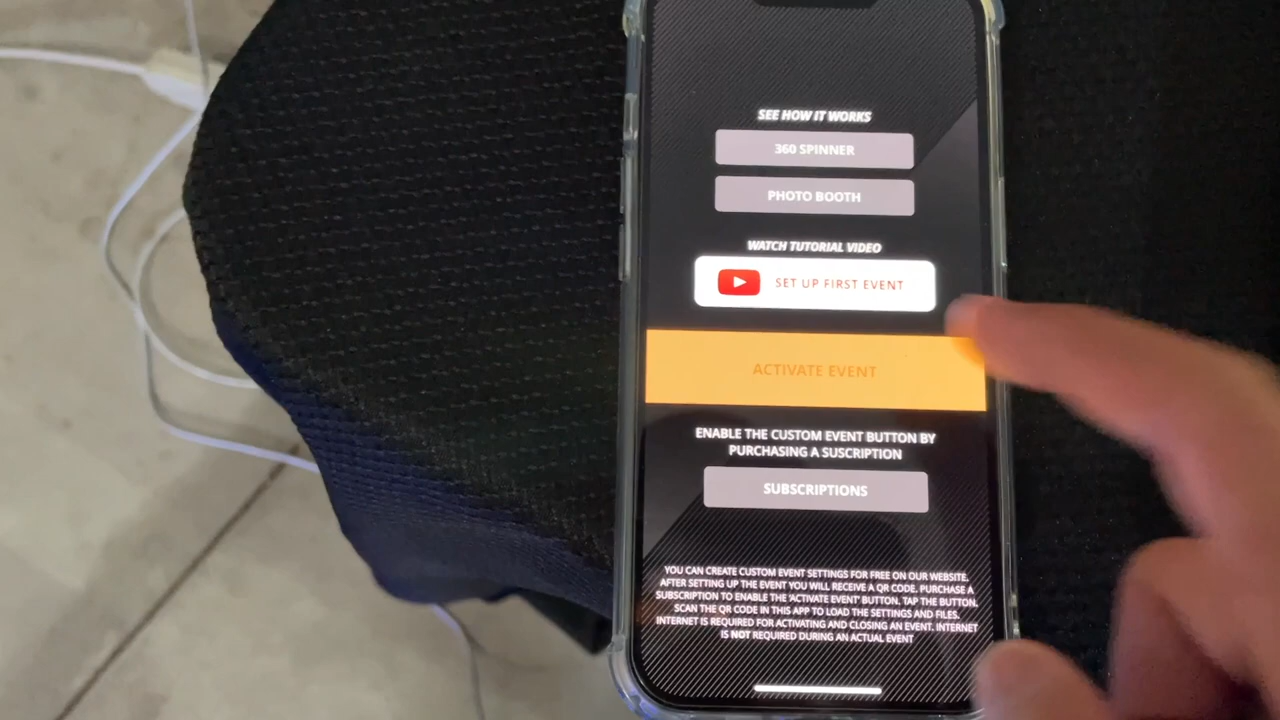 SEE HOW IT WORKS
360 SPINNER
PHOTO BOOTH
WATCH TUTORIAL VIDEO
SET UP FIRST EVENT
ACTIVATE EVENT
ENABLE THE CUSTOM EVENT BUTTON BY
PURCHASING A SUSCRIPTION
SUBSCRIPTIONS
YOU CAN CREATE CUSTOM EVENT SETTINGS FOR FREE ON OUR WEBSITE.
AFTER SETTING UP THE EVENT YOU WILL RECEIVE A QR CODE. PURCHASE A
SUBSCRIPTION TO ENABLE THE 'ACTIVATE EVENT' BUTTON. TAP THE BUTTON.
SCAN THE QR CODE IN THIS APP TO LOAD THE SETTINGS AND FILES.
INTERNET IS REQUIRED FOR ACTIVATING AND CLOSING AN EVENT. INTERNET
IS NOT REQUIRED DURING AN ACTUAL EVENT